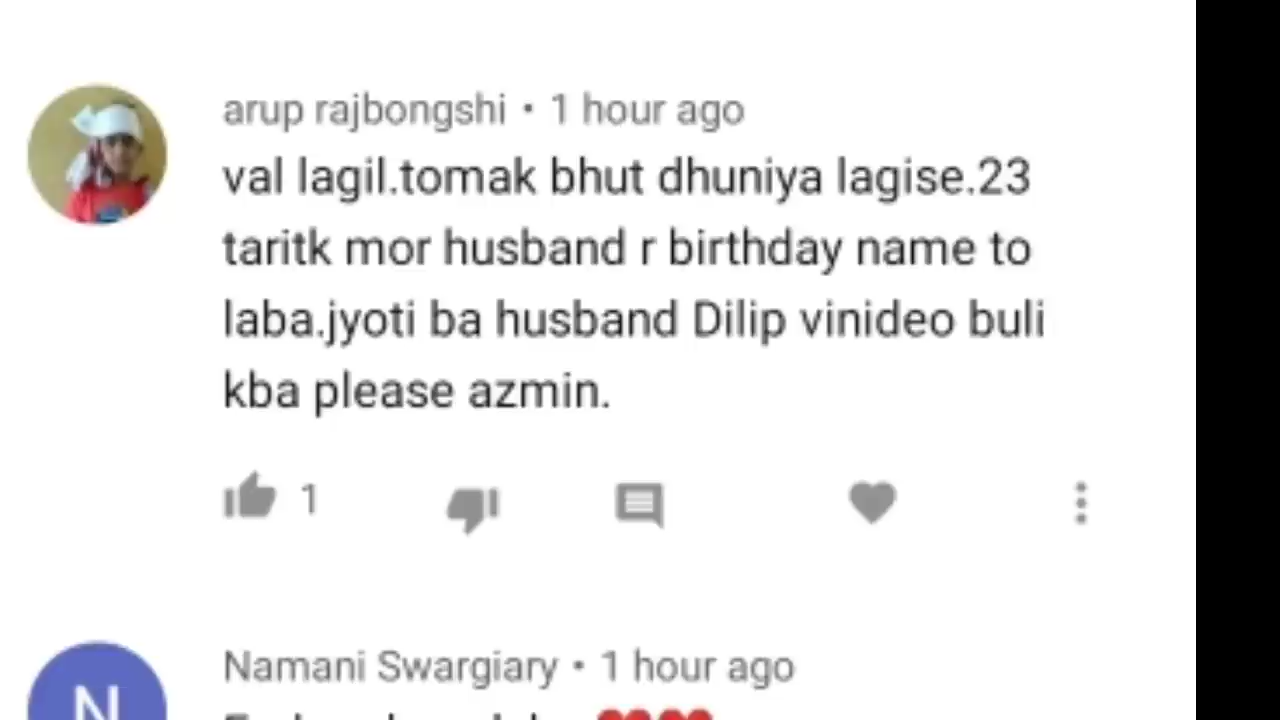 arup rajbongshi • 1 hour ago
val lagil.tomak bhut dhuniya lagise.23
taritk mor husband r birthday name to
laba.jyoti ba husband Dilip vinideo buli
kba please azmin.
1
Namani Swargiary • 1 hour ago
N